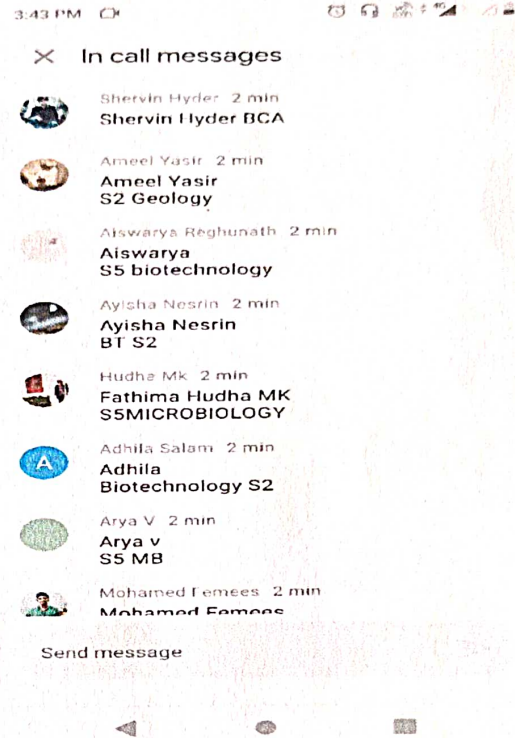 3:43 PM
In call messages
Shervin Hyder 2 min
Shervin Hyder BCA
Ameel Yasir 2 min
Ameel Yasir
S2 Geology
Aiswarya Reghunath 2 min
Aiswarya
S5 biotechnology
Ayisha Nesrin 2 min
Ayisha Nesrin
BT S2
Hudha Mk 2 min
Fathima Hudha MK
S5MICROBIOLOGY
A
Adhila Salam 2 min
Adhila
Biotechnology S2
Arya V 2 min
Arya v
S5 MB
Mohamed Femees 2 min
Mohamed Femees
Send message